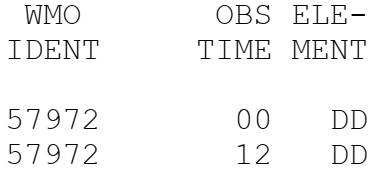 WMO OBS ELE-
IDENT TIME MENT
57972 00 DD
57972 12 DD